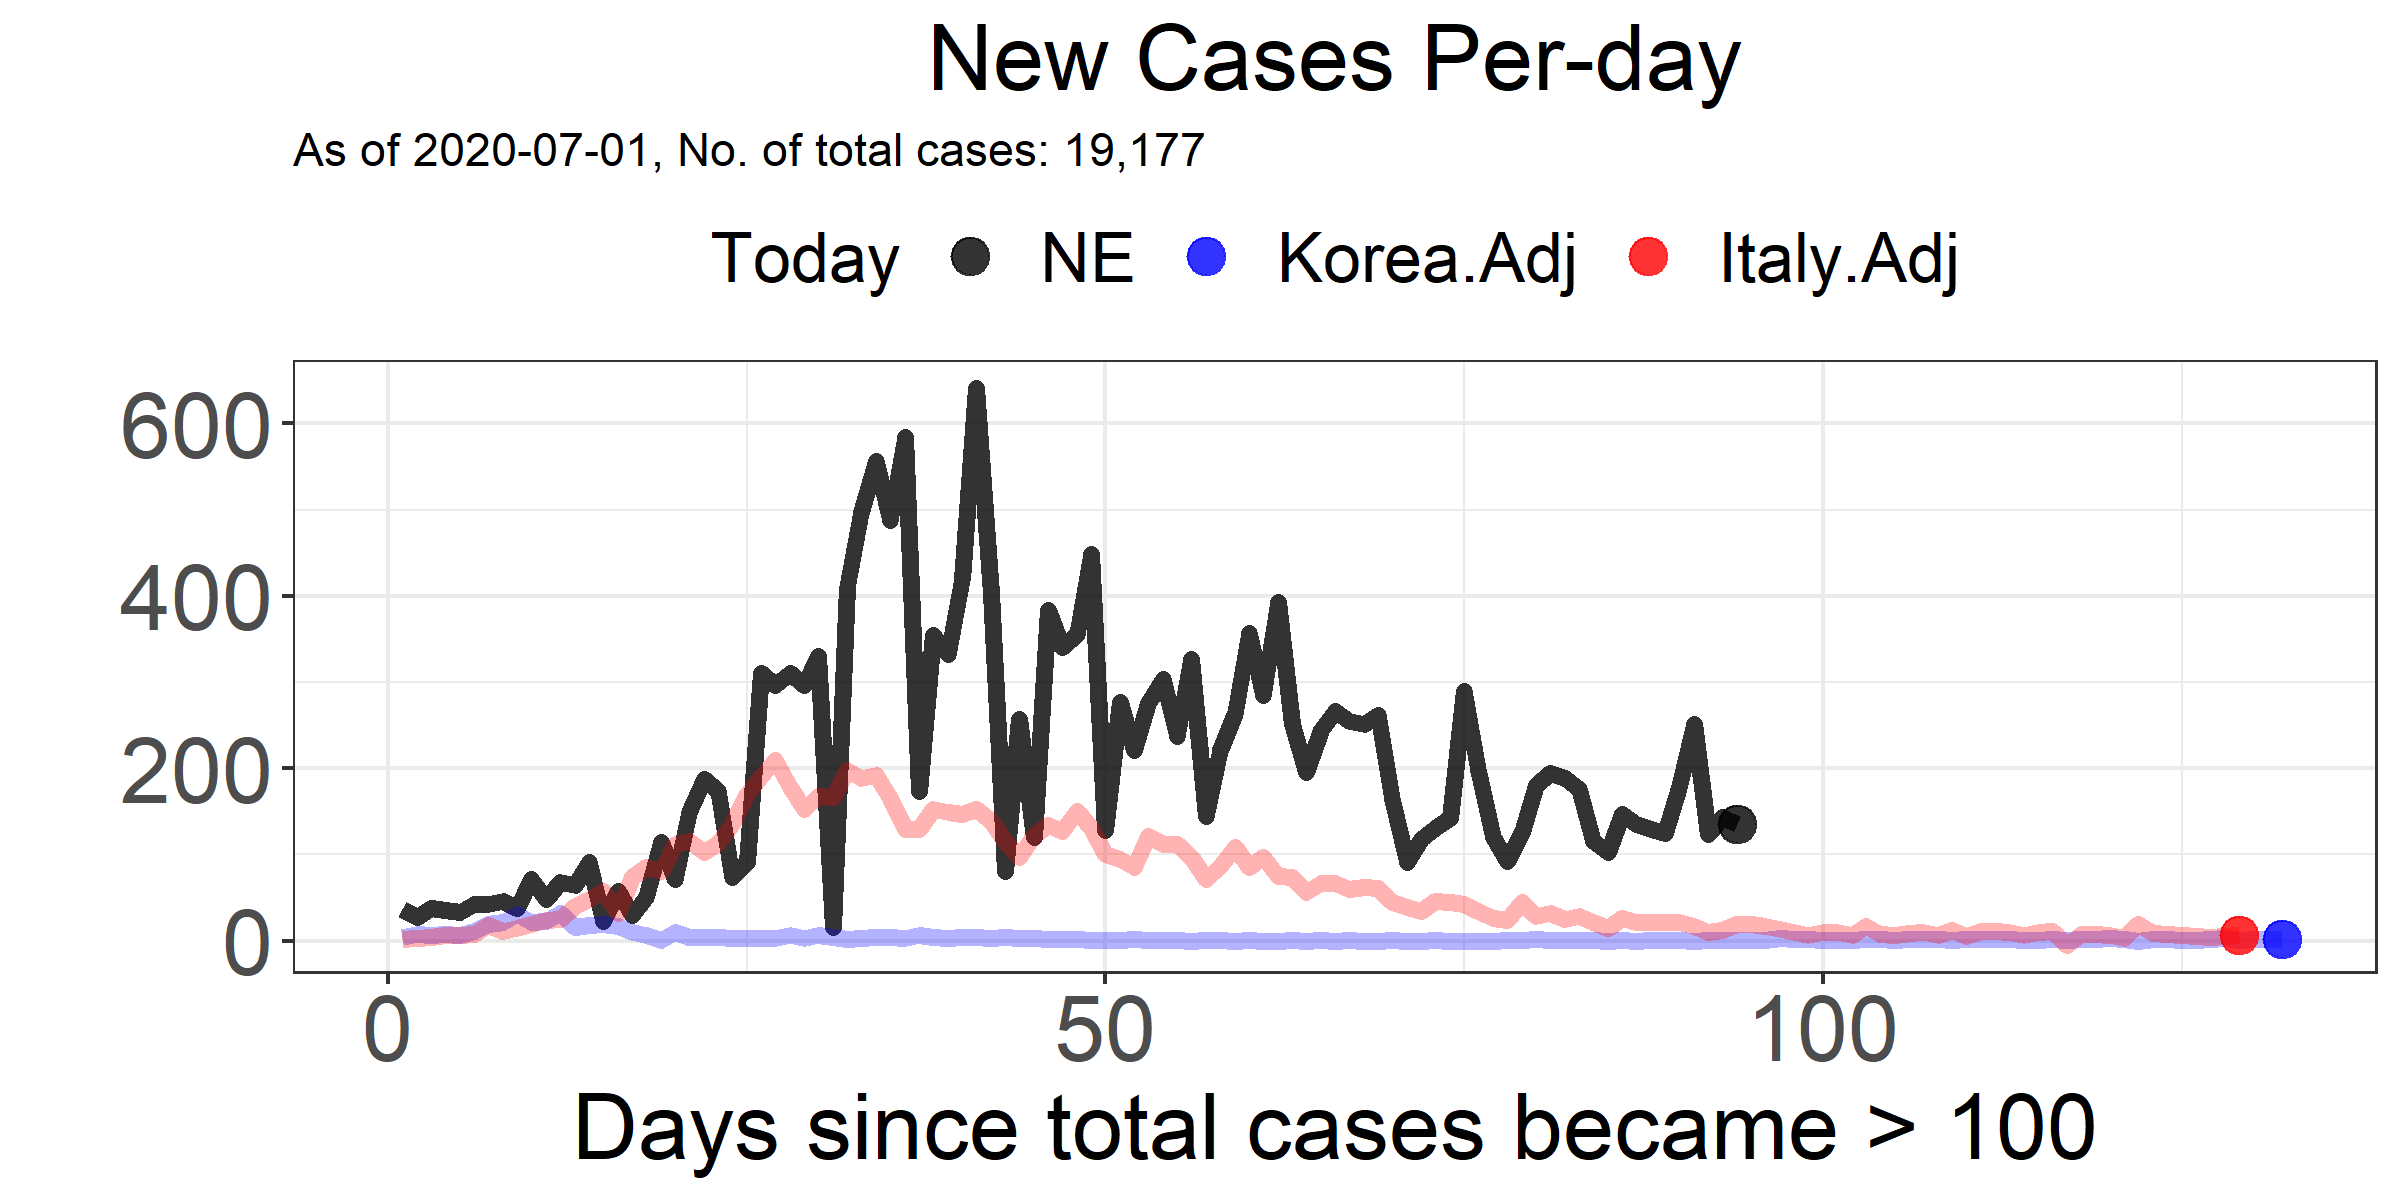 New Cases Per-day
As of 2020-07-01, No. of total cases: 19,177
Today NE Korea.Adj Italy.Adj
600
400
200
0
0 50 100
Days since total cases became > 100